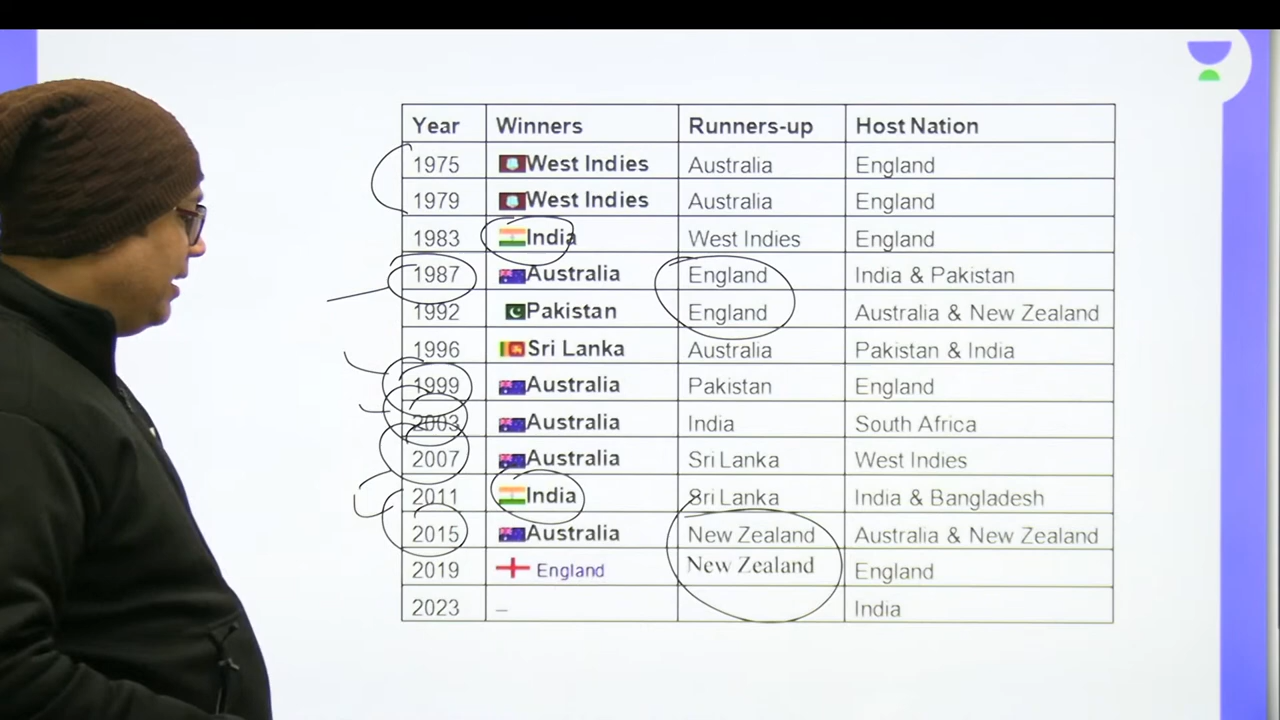 Year Winners Runners-up Host Nation
1975 West Indies Australia England
1979 West Indies Australia England
1983 India West Indies England
1987 Australia England India & Pakistan
1992 Pakistan England Australia & New Zealand
1996 Sri Lanka Australia Pakistan & India
1999 Australia Pakistan England
2003 Australia India South Africa
2007 Australia Sri Lanka West Indies
2011 India Sri Lanka India & Bangladesh
2015 Australia New Zealand Australia & New Zealand
2019 England New Zealand England
2023 – India